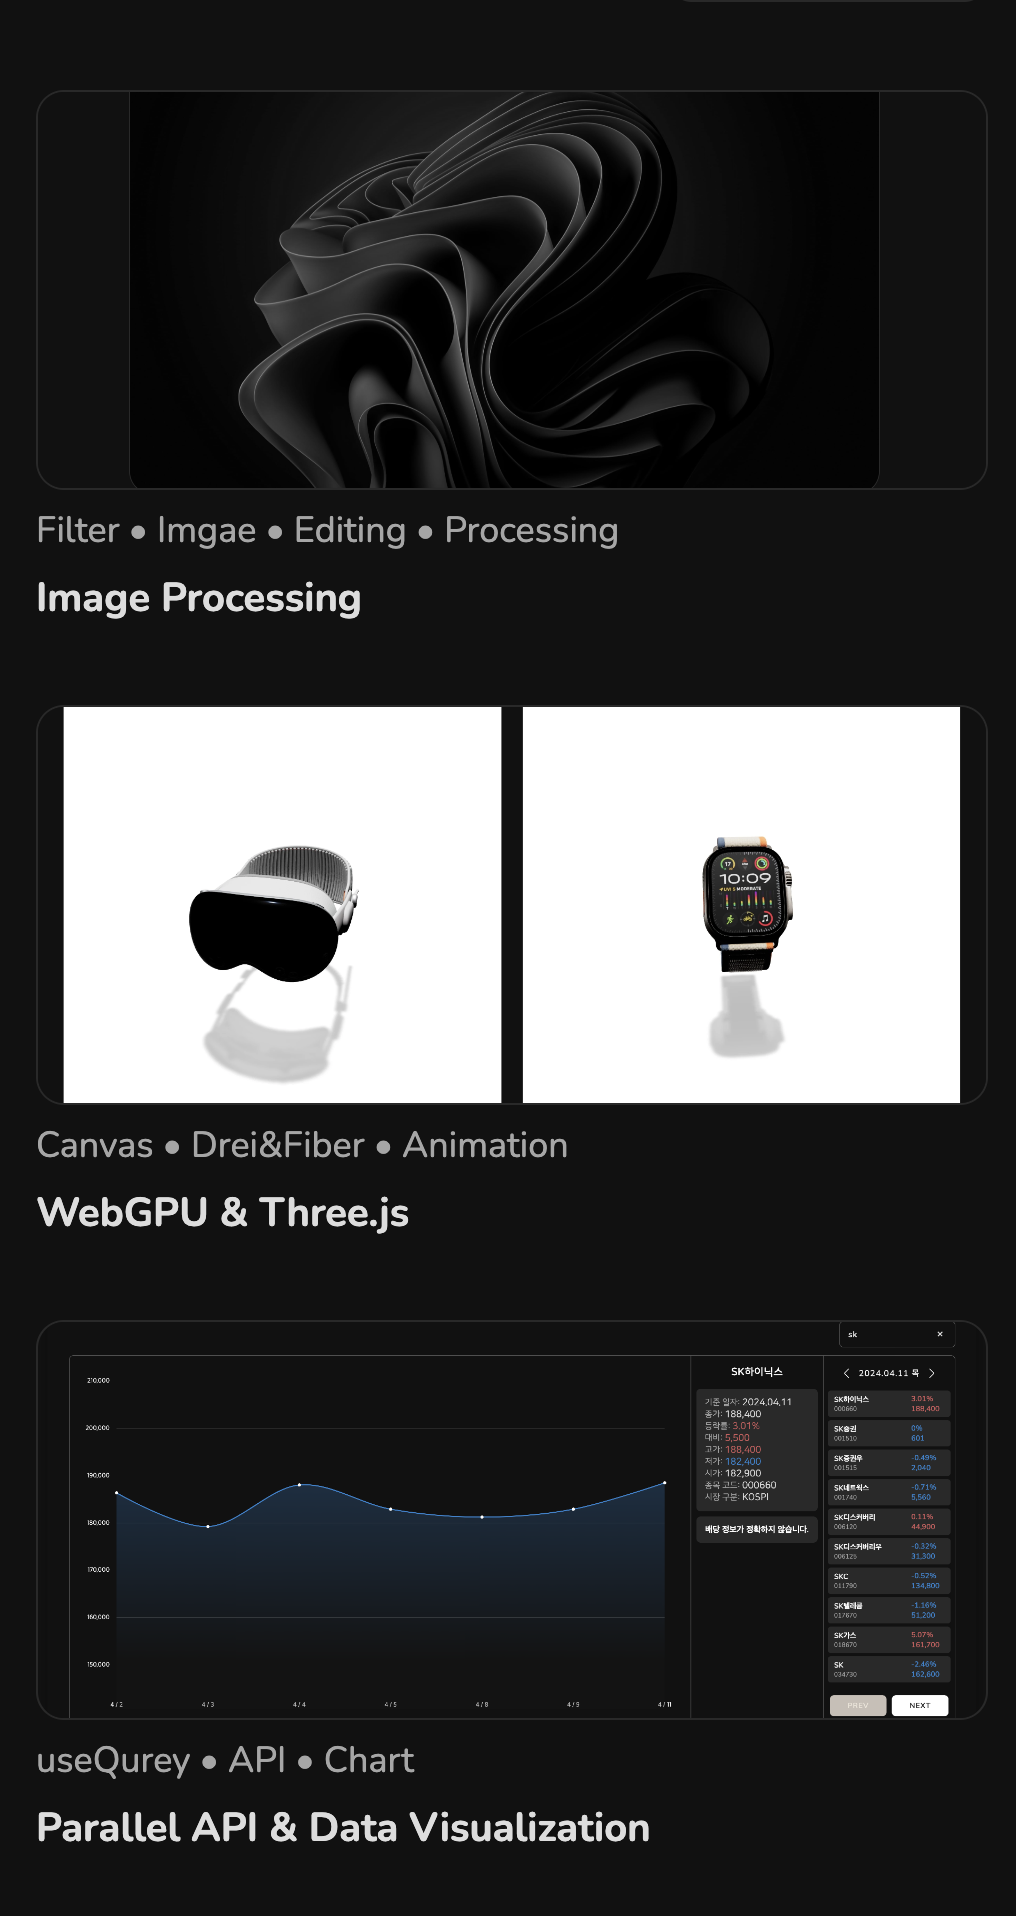 Filter • Imgae • Editing • Processing
Image Processing
17
10:09
UVI 5 MODERATE
Canvas • Drei&Fiber • Animation
WebGPU & Three.js
sk ×
210,000
200,000
190,000
180,000
170,000
160,000
150,000
4 / 2 4 / 3 4 / 4 4 / 5 4 / 8 4 / 9 4 / 11
SK하이닉스
기준 일자: 2024.04.11
종가: 188,400
등락률: 3.01%
대비: 5,500
고가: 188,400
저가: 182,400
시가: 182,900
종목 코드: 000660
시장 구분: KOSPI
배당 정보가 정확하지 않습니다.
< 2024.04.11 목 >
SK하이닉스 3.01%
000660 188,400
SK증권 0%
001510 601
SK증권우 -0.49%
001515 2,040
SK네트웍스 -0.71%
001740 5,560
SK디스커버리 0.11%
006120 44,900
SK디스커버리우 -0.32%
006125 31,300
SKC -0.52%
011790 134,800
SK텔레콤 -1.16%
017670 51,200
SK가스 5.07%
018670 161,700
SK -2.46%
034730 162,600
PREV NEXT
useQurey • API • Chart
Parallel API & Data Visualization